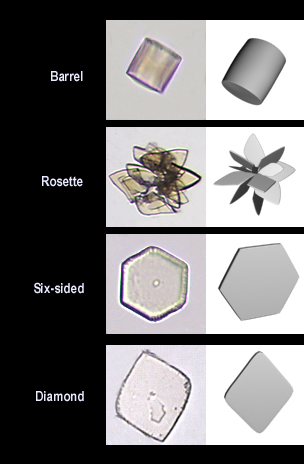 Barrel
Rosette
Six-sided
Diamond